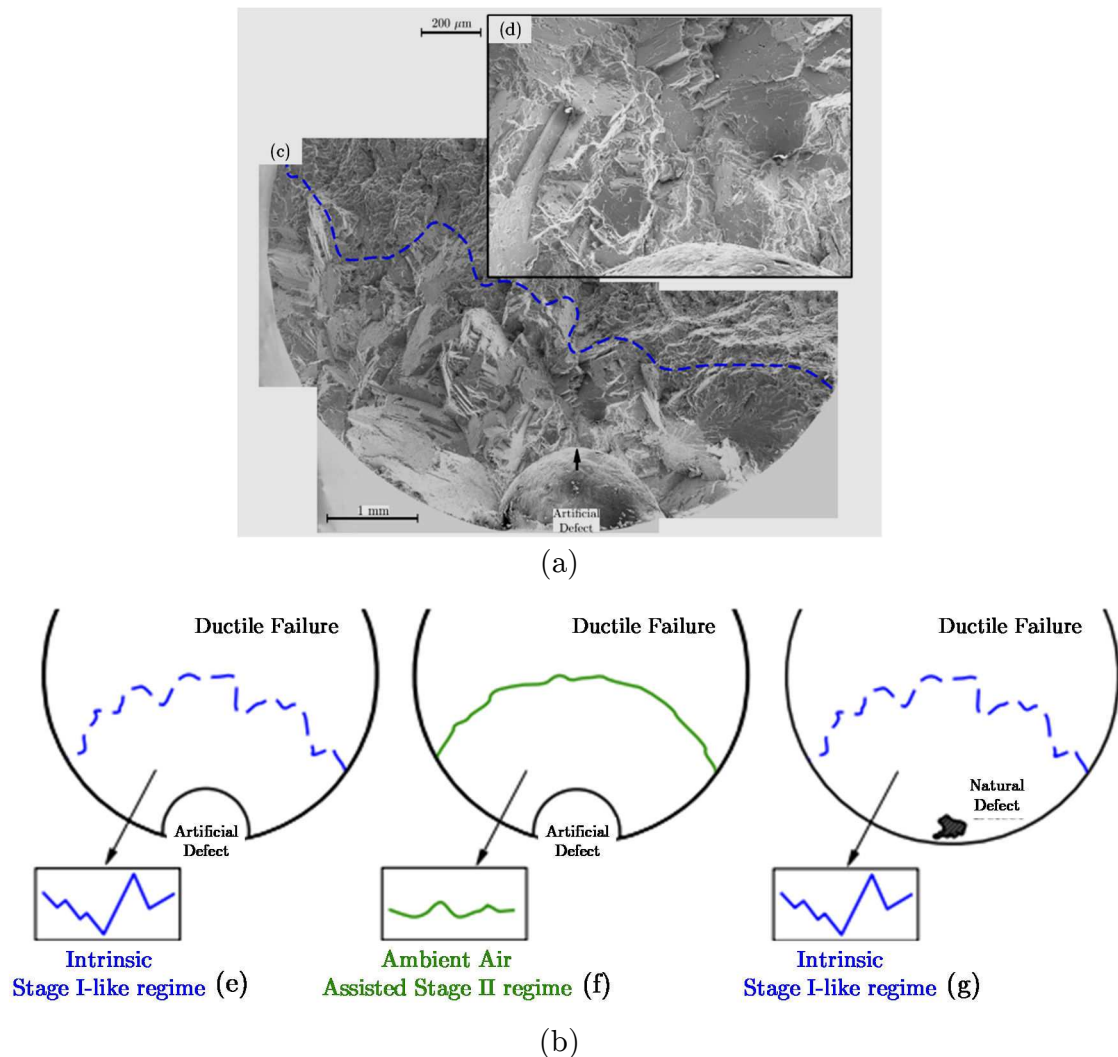 200 μm
(d)
(c)
1 mm
Artificial
Defect
(a)
Ductile Failure
Artificial
Defect
Intrinsic
Stage I-like regime (e)
Ductile Failure
Artificial
Defect
Ambient Air
Assisted Stage II regime (f)
Ductile Failure
Natural
Defect
Intrinsic
Stage I-like regime (g)
(b)